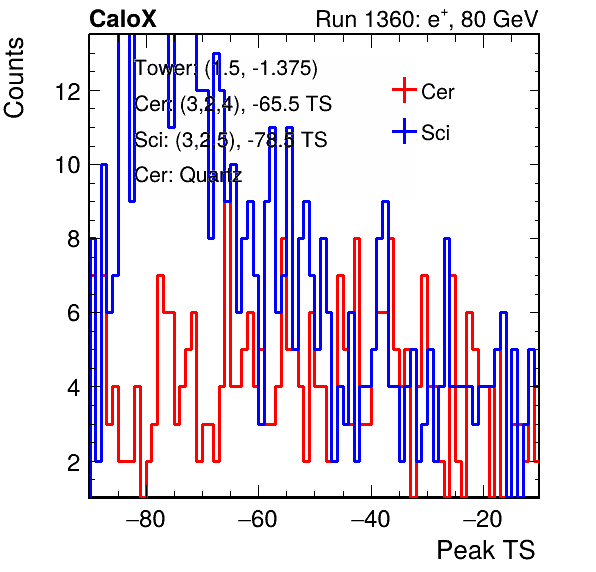 CaloX Run 1360: e⁺, 80 GeV
Counts
Tower: (1.5, -1.375)
Cer: (3,2,4), -65.5 TS
Sci: (3,2,5), -78.5 TS
Cer: Quartz
Cer
Sci
12
10
8
6
4
2
−80 −60 −40 −20
Peak TS